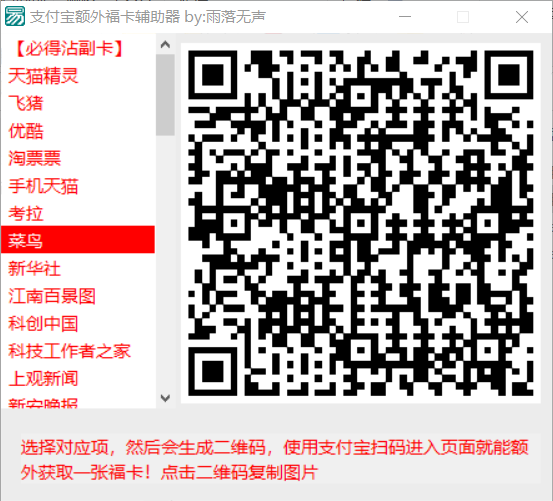 支付宝额外福卡辅助器 by:雨落无声
【必得沾副卡】
天猫精灵
飞猪
优酷
淘票票
手机天猫
考拉
菜鸟
新华社
江南百景图
科创中国
科技工作者之家
上观新闻
新安晚报
选择对应项，然后会生成二维码，使用支付宝扫码进入页面就能额
外获取一张福卡！点击二维码复制图片